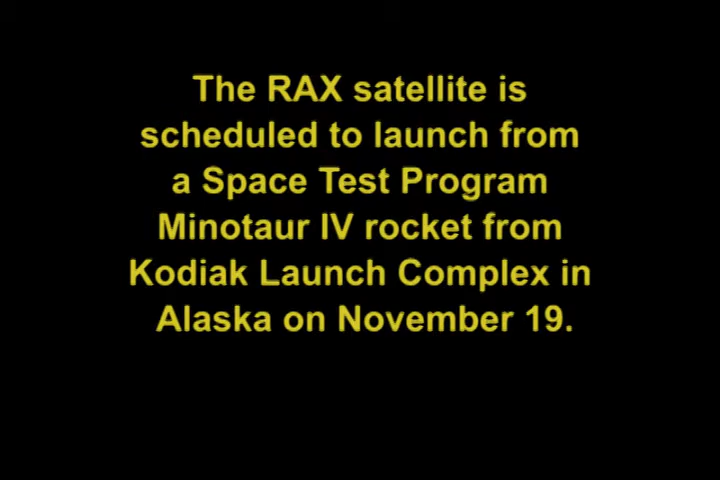 The RAX satellite is
scheduled to launch from
a Space Test Program
Minotaur IV rocket from
Kodiak Launch Complex in
Alaska on November 19.